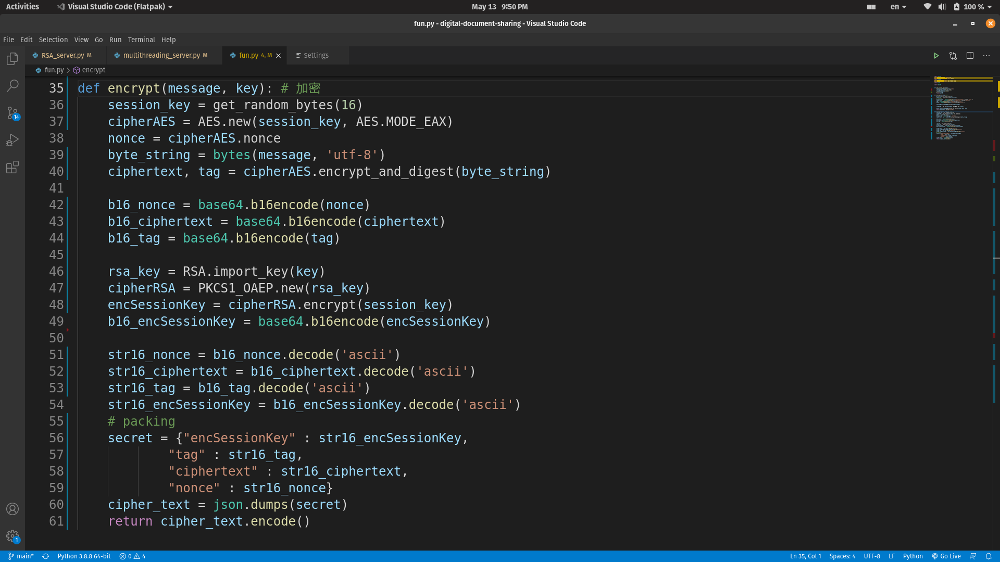 Activities
Visual Studio Code (Flatpak)
May 13 9:50 PM
en
100 %
fun.py - digital-document-sharing - Visual Studio Code
File Edit Selection View Go Run Terminal Help
RSA_server.py M
multithreading_server.py M
fun.py 4, M
Settings
fun.py > encrypt
35 def encrypt(message, key): # 加密
36     session_key = get_random_bytes(16)
37     cipherAES = AES.new(session_key, AES.MODE_EAX)
38     nonce = cipherAES.nonce
39     byte_string = bytes(message, 'utf-8')
40     ciphertext, tag = cipherAES.encrypt_and_digest(byte_string)
41
42     b16_nonce = base64.b16encode(nonce)
43     b16_ciphertext = base64.b16encode(ciphertext)
44     b16_tag = base64.b16encode(tag)
45
46     rsa_key = RSA.import_key(key)
47     cipherRSA = PKCS1_OAEP.new(rsa_key)
48     encSessionKey = cipherRSA.encrypt(session_key)
49     b16_encSessionKey = base64.b16encode(encSessionKey)
50
51     str16_nonce = b16_nonce.decode('ascii')
52     str16_ciphertext = b16_ciphertext.decode('ascii')
53     str16_tag = b16_tag.decode('ascii')
54     str16_encSessionKey = b16_encSessionKey.decode('ascii')
55     # packing
56     secret = {"encSessionKey" : str16_encSessionKey,
57             "tag" : str16_tag,
58             "ciphertext" : str16_ciphertext,
59             "nonce" : str16_nonce}
60     cipher_text = json.dumps(secret)
61     return cipher_text.encode()
14
1
main* Python 3.8.8 64-bit 0 4
Ln 35, Col 1 Spaces: 4 UTF-8 LF Python Go Live